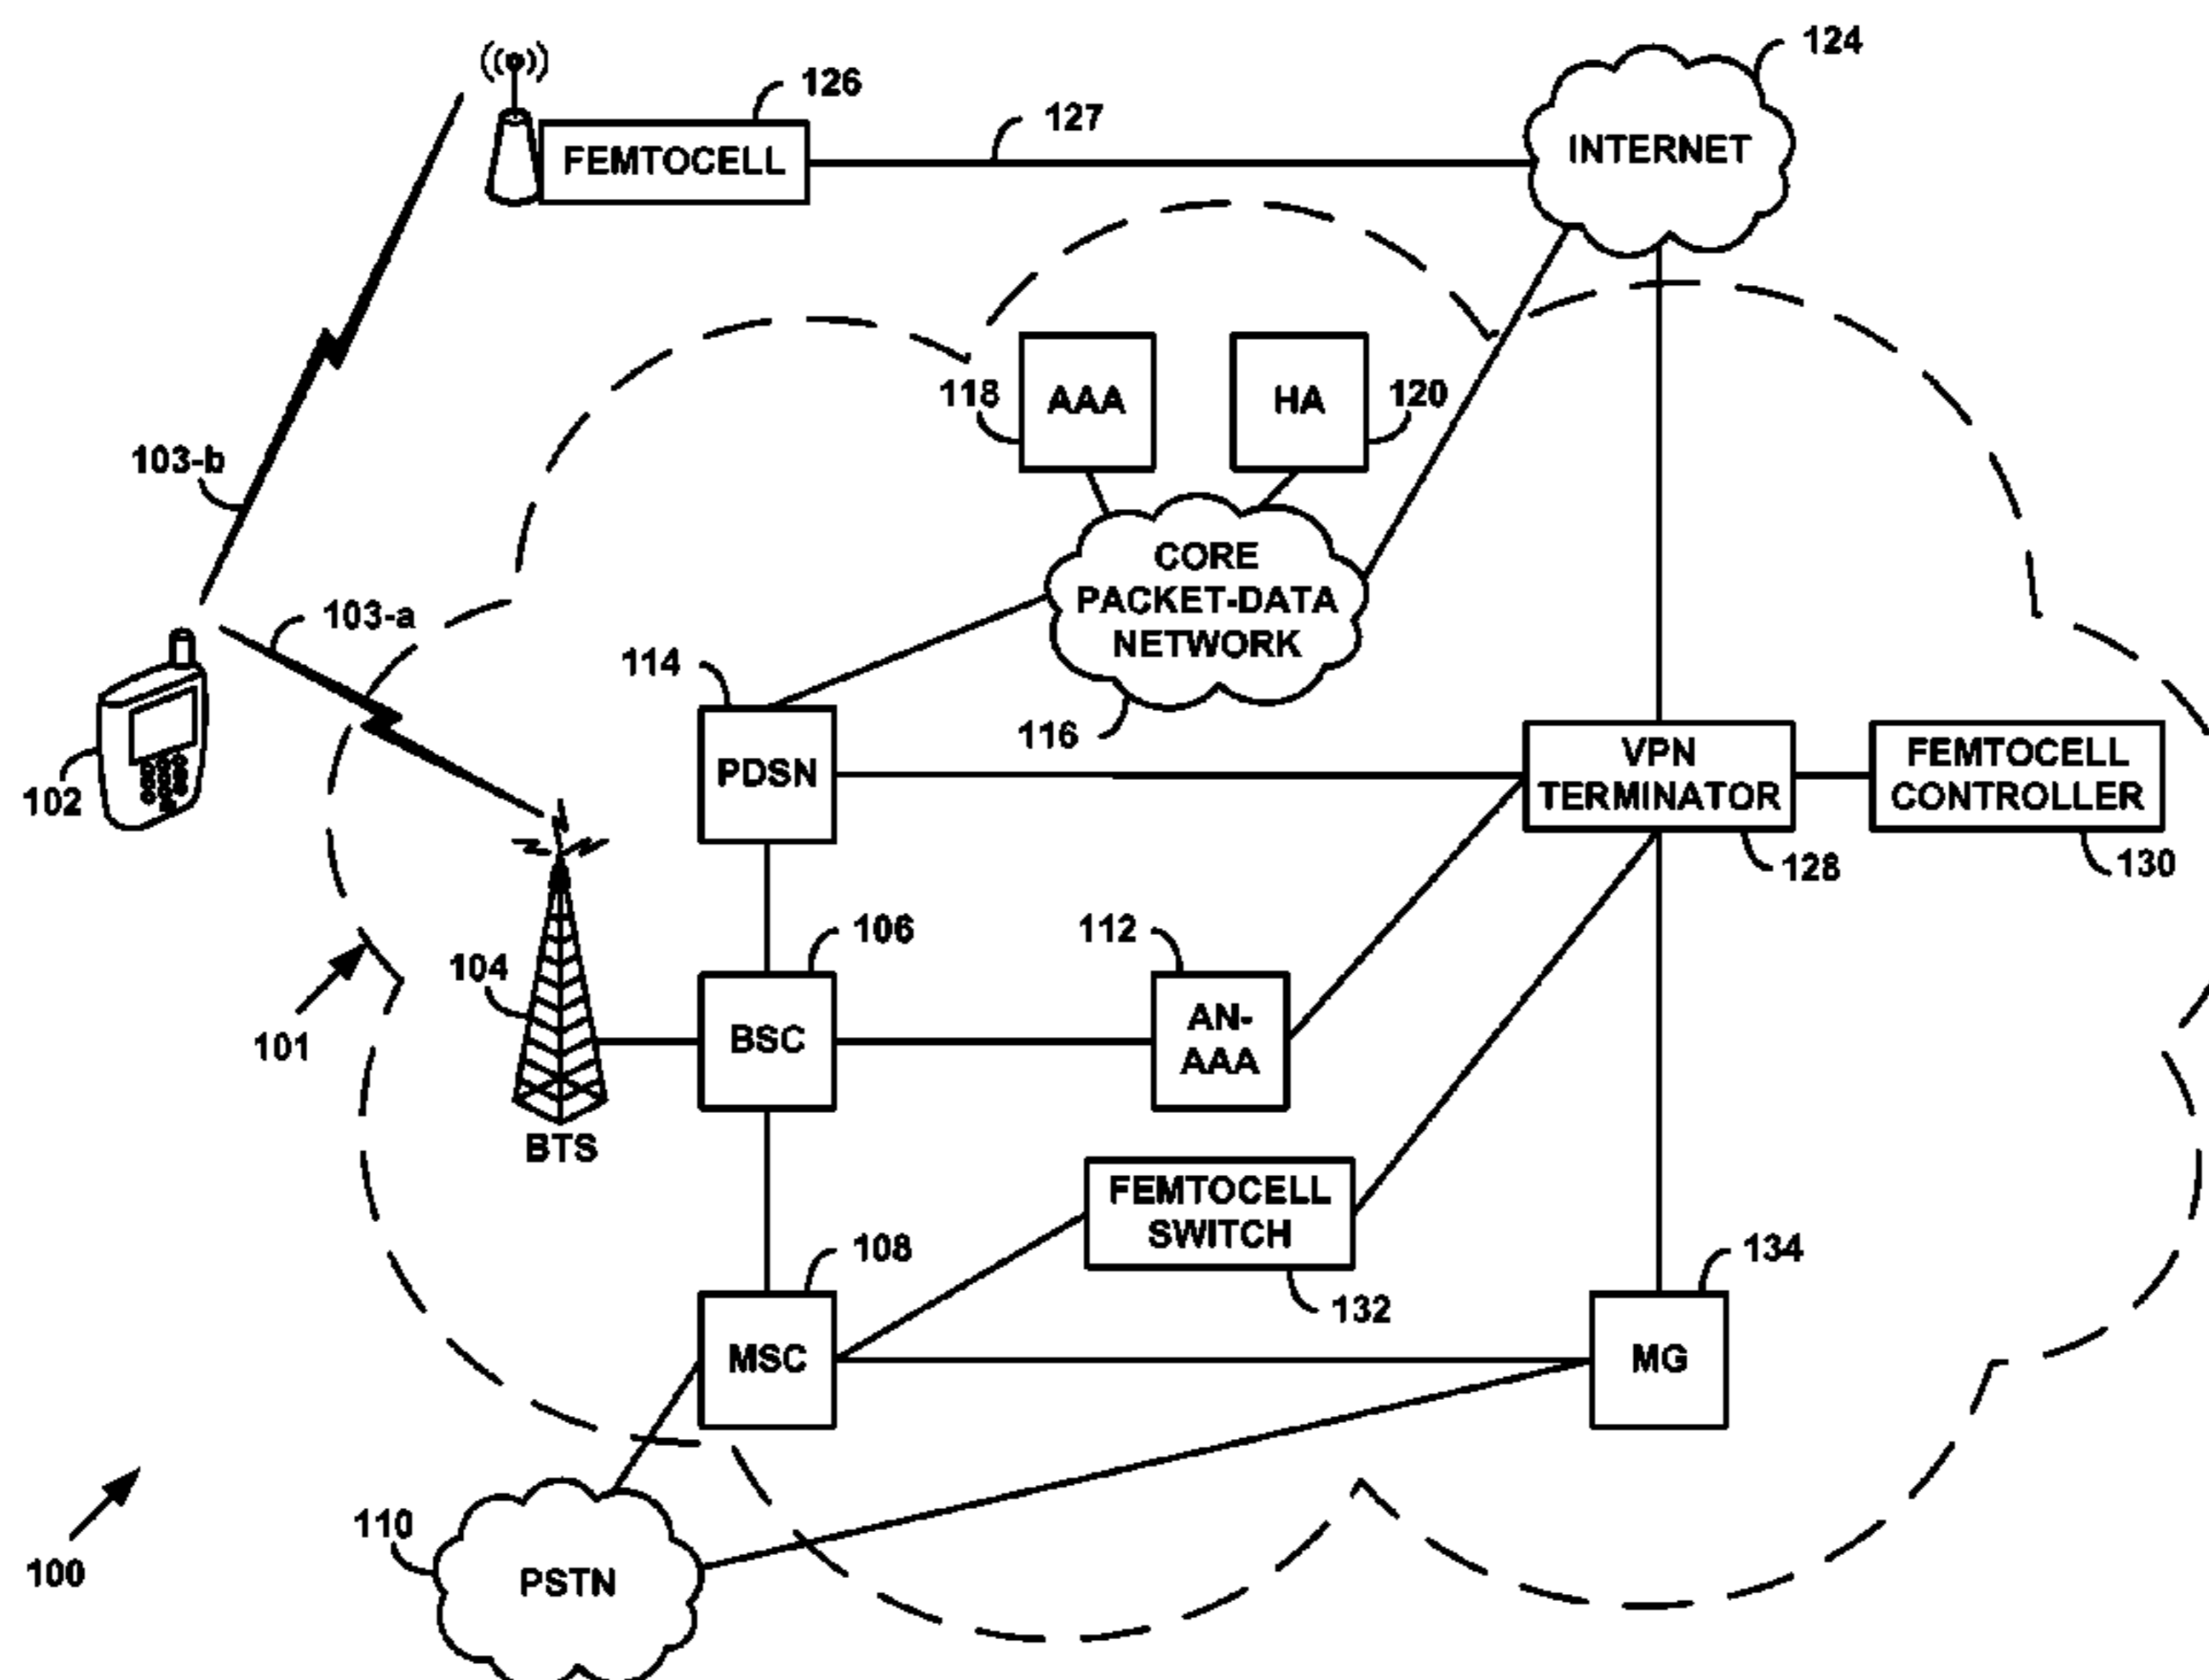 124
126
127
FEMTOCELL
INTERNET
118
AAA
HA
120
103-b
CORE
PACKET-DATA
NETWORK
103-a
114
116
PDSN
VPN
TERMINATOR
FEMTOCELL
CONTROLLER
102
128
130
106
112
104
BSC
AN-
AAA
101
BTS
FEMTOCELL
SWITCH
108
134
132
MSC
MG
110
100
PSTN